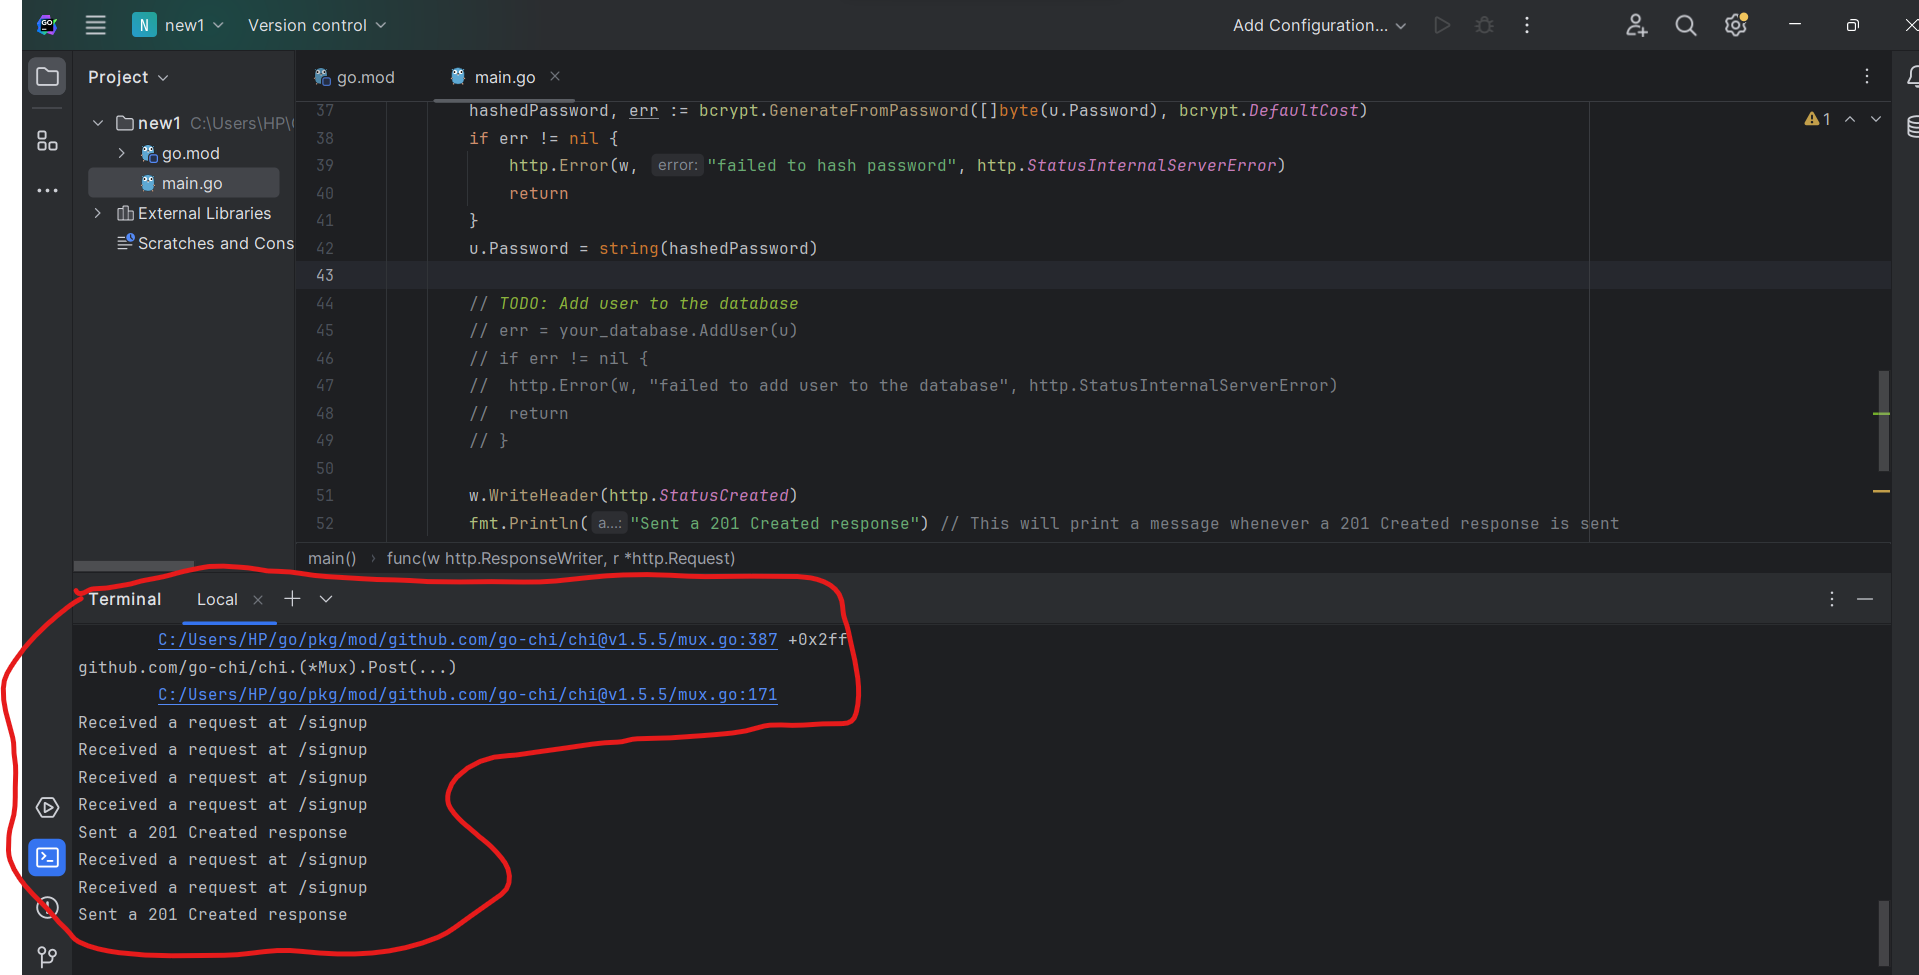 N new1 Version control Add Configuration...
Project
new1 C:\Users\HP\
go.mod
main.go
External Libraries
Scratches and Cons
go.mod main.go
37 hashedPassword, err := bcrypt.GenerateFromPassword([]byte(u.Password), bcrypt.DefaultCost)
1
38 if err != nil {
39 http.Error(w, error: "failed to hash password", http.StatusInternalServerError)
40 return
41 }
42 u.Password = string(hashedPassword)
43
44 // TODO: Add user to the database
45 // err = your_database.AddUser(u)
46 // if err != nil {
47 // http.Error(w, "failed to add user to the database", http.StatusInternalServerError)
48 // return
49 // }
50
51 w.WriteHeader(http.StatusCreated)
52 fmt.Println( a...: "Sent a 201 Created response") // This will print a message whenever a 201 Created response is sent
main() › func(w http.ResponseWriter, r *http.Request)
Terminal Local
C:/Users/HP/go/pkg/mod/github.com/go-chi/chi@v1.5.5/mux.go:387 +0x2ff
github.com/go-chi/chi.(*Mux).Post(...)
C:/Users/HP/go/pkg/mod/github.com/go-chi/chi@v1.5.5/mux.go:171
Received a request at /signup
Received a request at /signup
Received a request at /signup
Received a request at /signup
Sent a 201 Created response
Received a request at /signup
Received a request at /signup
Sent a 201 Created response